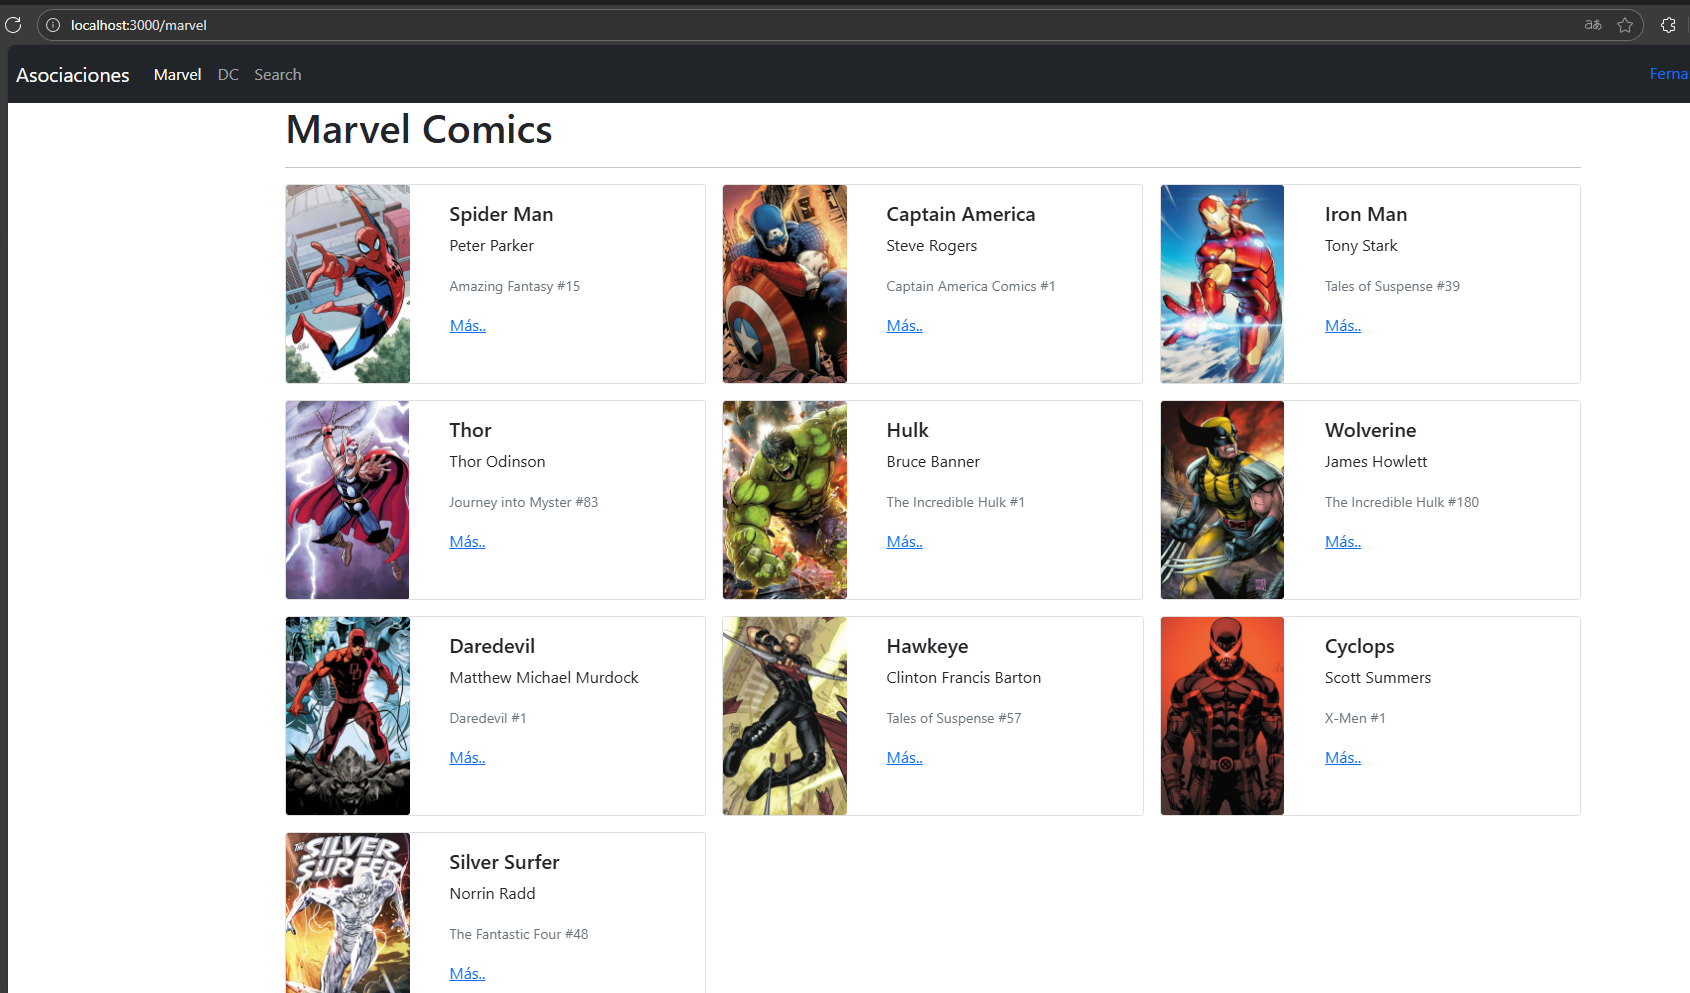 localhost:3000/marvel
Asociaciones Marvel DC Search Ferna
Marvel Comics
Spider Man
Peter Parker
Amazing Fantasy #15
Más..
Captain America
Steve Rogers
Captain America Comics #1
Más..
Iron Man
Tony Stark
Tales of Suspense #39
Más..
Thor
Thor Odinson
Journey into Myster #83
Más..
Hulk
Bruce Banner
The Incredible Hulk #1
Más..
Wolverine
James Howlett
The Incredible Hulk #180
Más..
Daredevil
Matthew Michael Murdock
Daredevil #1
Más..
Hawkeye
Clinton Francis Barton
Tales of Suspense #57
Más..
Cyclops
Scott Summers
X-Men #1
Más..
THE SILVER
SURFER
Silver Surfer
Norrin Radd
The Fantastic Four #48
Más..